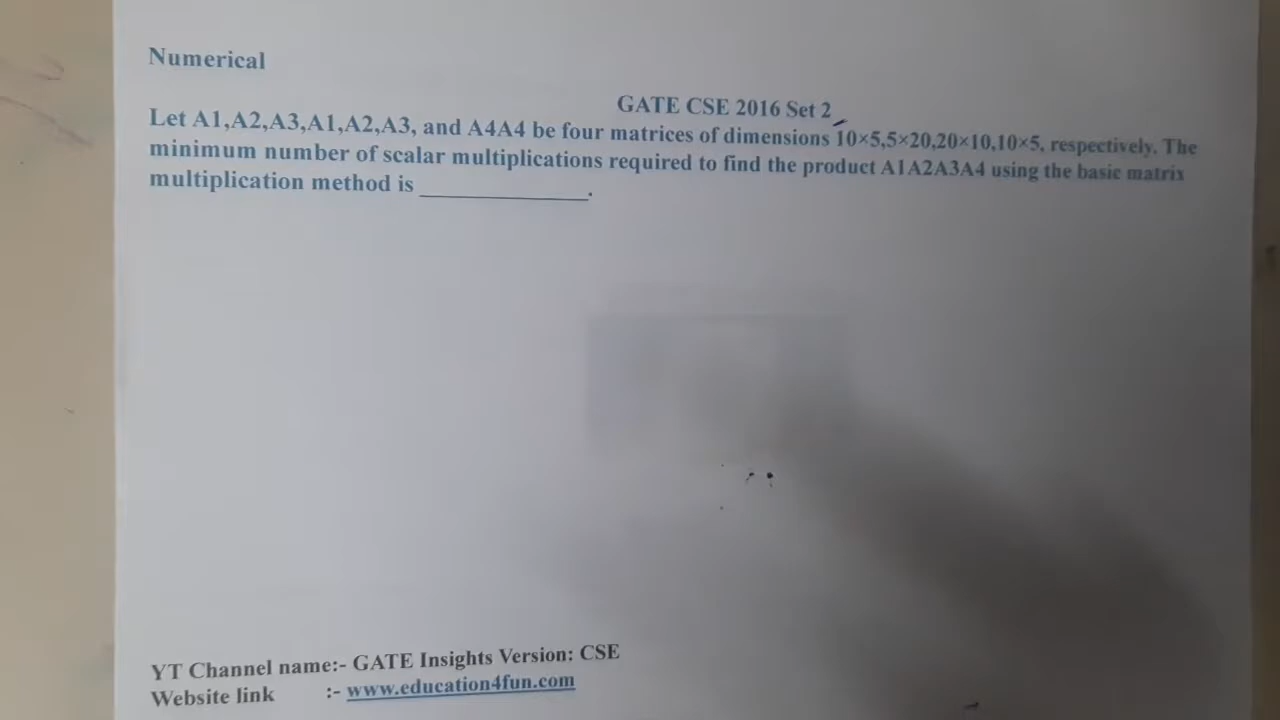 Numerical
GATE CSE 2016 Set 2
Let A1,A2,A3,A1,A2,A3, and A4A4 be four matrices of dimensions 10×5,5×20,20×10,10×5, respectively. The
minimum number of scalar multiplications required to find the product A1A2A3A4 using the basic matrix
multiplication method is ______________.
YT Channel name:- GATE Insights Version: CSE
Website link :- www.education4fun.com